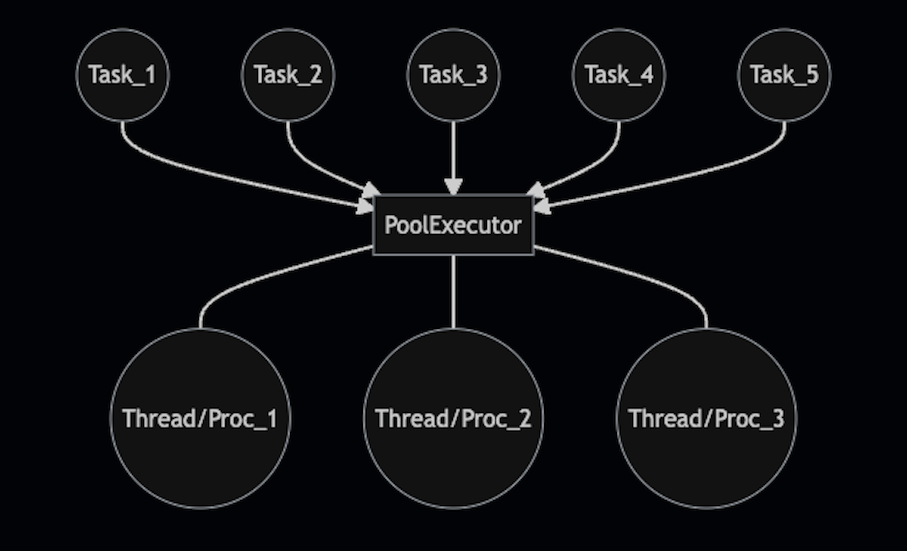 Task_1
Task_2
Task_3
Task_4
Task_5
PoolExecutor
Thread/Proc_1
Thread/Proc_2
Thread/Proc_3